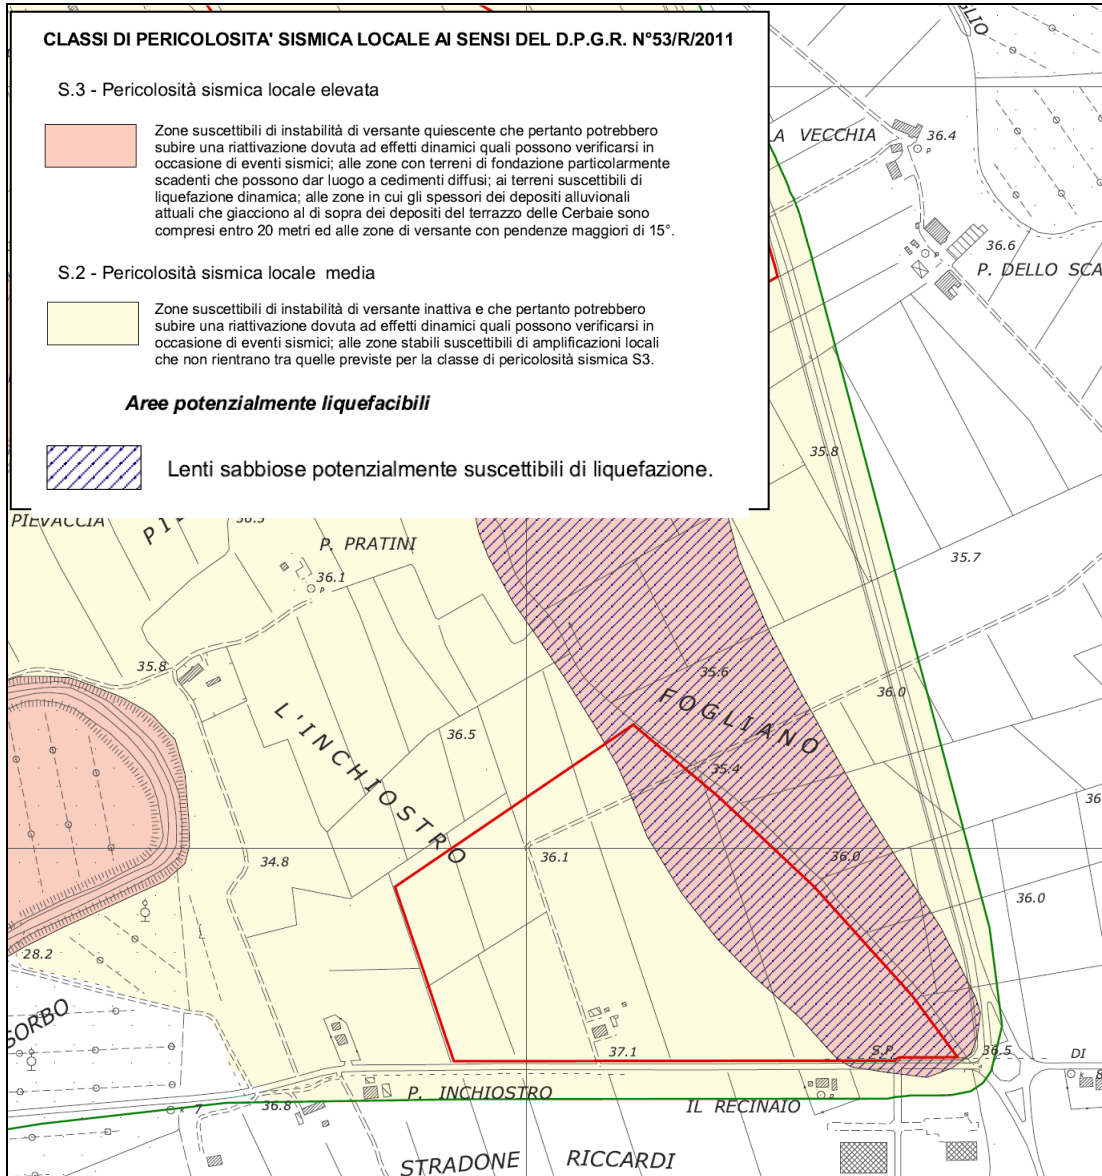 CLASSI DI PERICOLOSITA' SISMICA LOCALE AI SENSI DEL D.P.G.R. N°53/R/2011
S.3 - Pericolosità sismica locale elevata
Zone suscettibili di instabilità di versante quiescente che pertanto potrebbero
subire una riattivazione dovuta ad effetti dinamici quali possono verificarsi in
occasione di eventi sismici; alle zone con terreni di fondazione particolarmente
scadenti che possono dar luogo a cedimenti diffusi; ai terreni suscettibili di
liquefazione dinamica; alle zone in cui gli spessori dei depositi alluvionali
attuali che giacciono al di sopra dei depositi del terrazzo delle Cerbaie sono
compresi entro 20 metri ed alle zone di versante con pendenze maggiori di 15°.
S.2 - Pericolosità sismica locale media
Zone suscettibili di instabilità di versante inattiva e che pertanto potrebbero
subire una riattivazione dovuta ad effetti dinamici quali possono verificarsi in
occasione di eventi sismici; alle zone stabili suscettibili di amplificazioni locali
che non rientrano tra quelle previste per la classe di pericolosità sismica S3.
Aree potenzialmente liquefacibili
Lenti sabbiose potenzialmente suscettibili di liquefazione.
GLIO
LA VECCHIA
36.4
P
36.6
P
P. DELLO SCA
35.8
35.7
PIEVACCIA
36.5
P. PRATINI
36.1
P
35.8
35.6
36.0
FOGLIANO
L'INCHIOSTRO
36.5
35.4
36
36.1
36.0
34.8
36.0
28.2
SORBO
37.1
S.P.
36.5
DI
K 8
P. INCHIOSTRO
P
IL RECINAIO
K 7
36.8
STRADONE RICCARDI